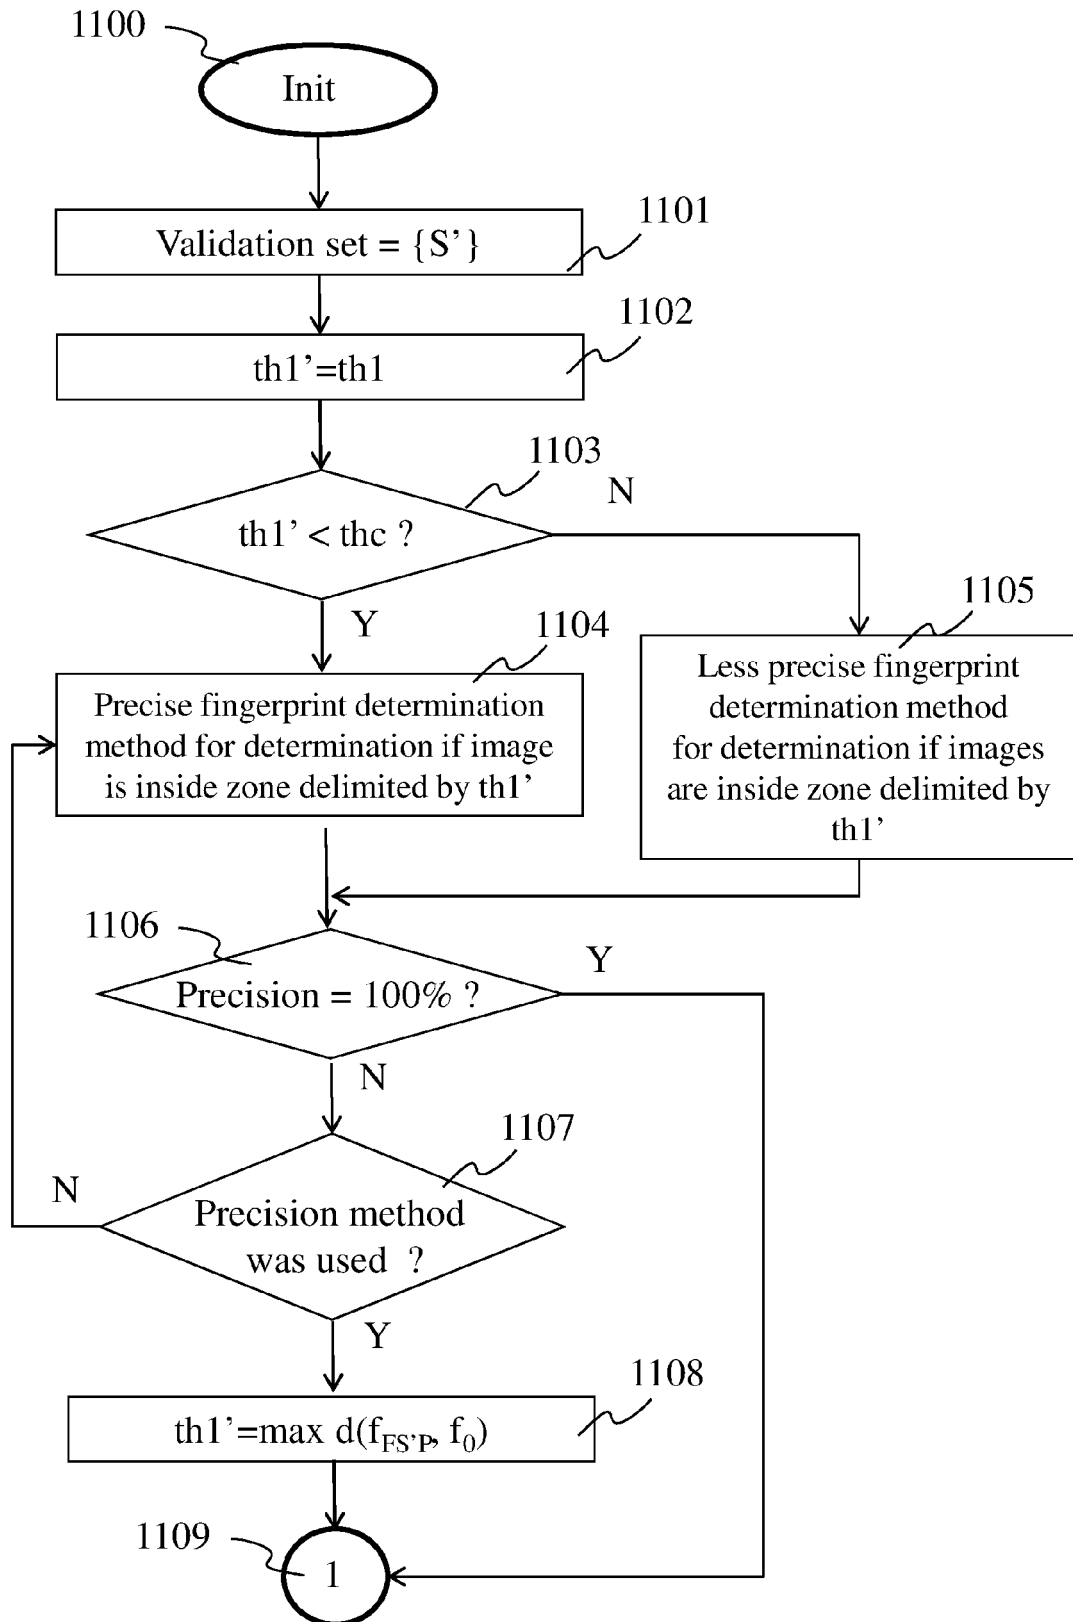 1100
Init
1101
Validation set = {S’}
1102
th1’=th1
1103
N
th1’ < thc ?
Y
1104
1105
Precise fingerprint determination
method for determination if image
is inside zone delimited by th1’
Less precise fingerprint
determination method
for determination if images
are inside zone delimited by
th1’
1106
Y
Precision = 100% ?
N
1107
N
Precision method
was used ?
Y
1108
th1’=max d(f_FS’P, f_0)
1109
1